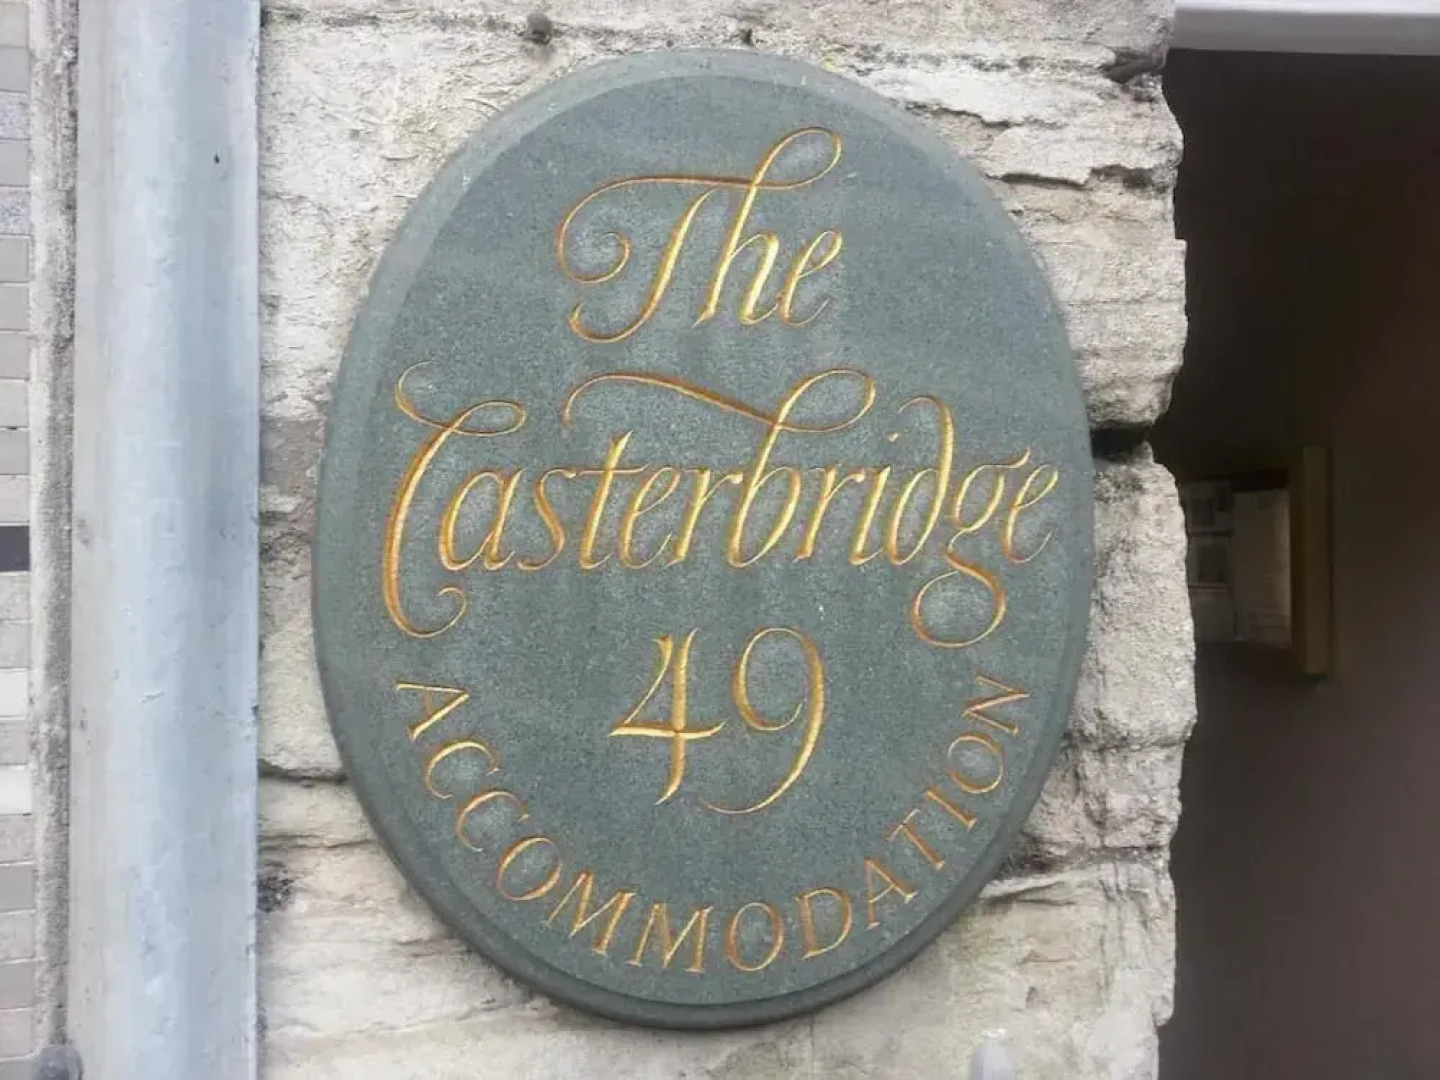 The
Casterbridge
49
ACCOMMODATION